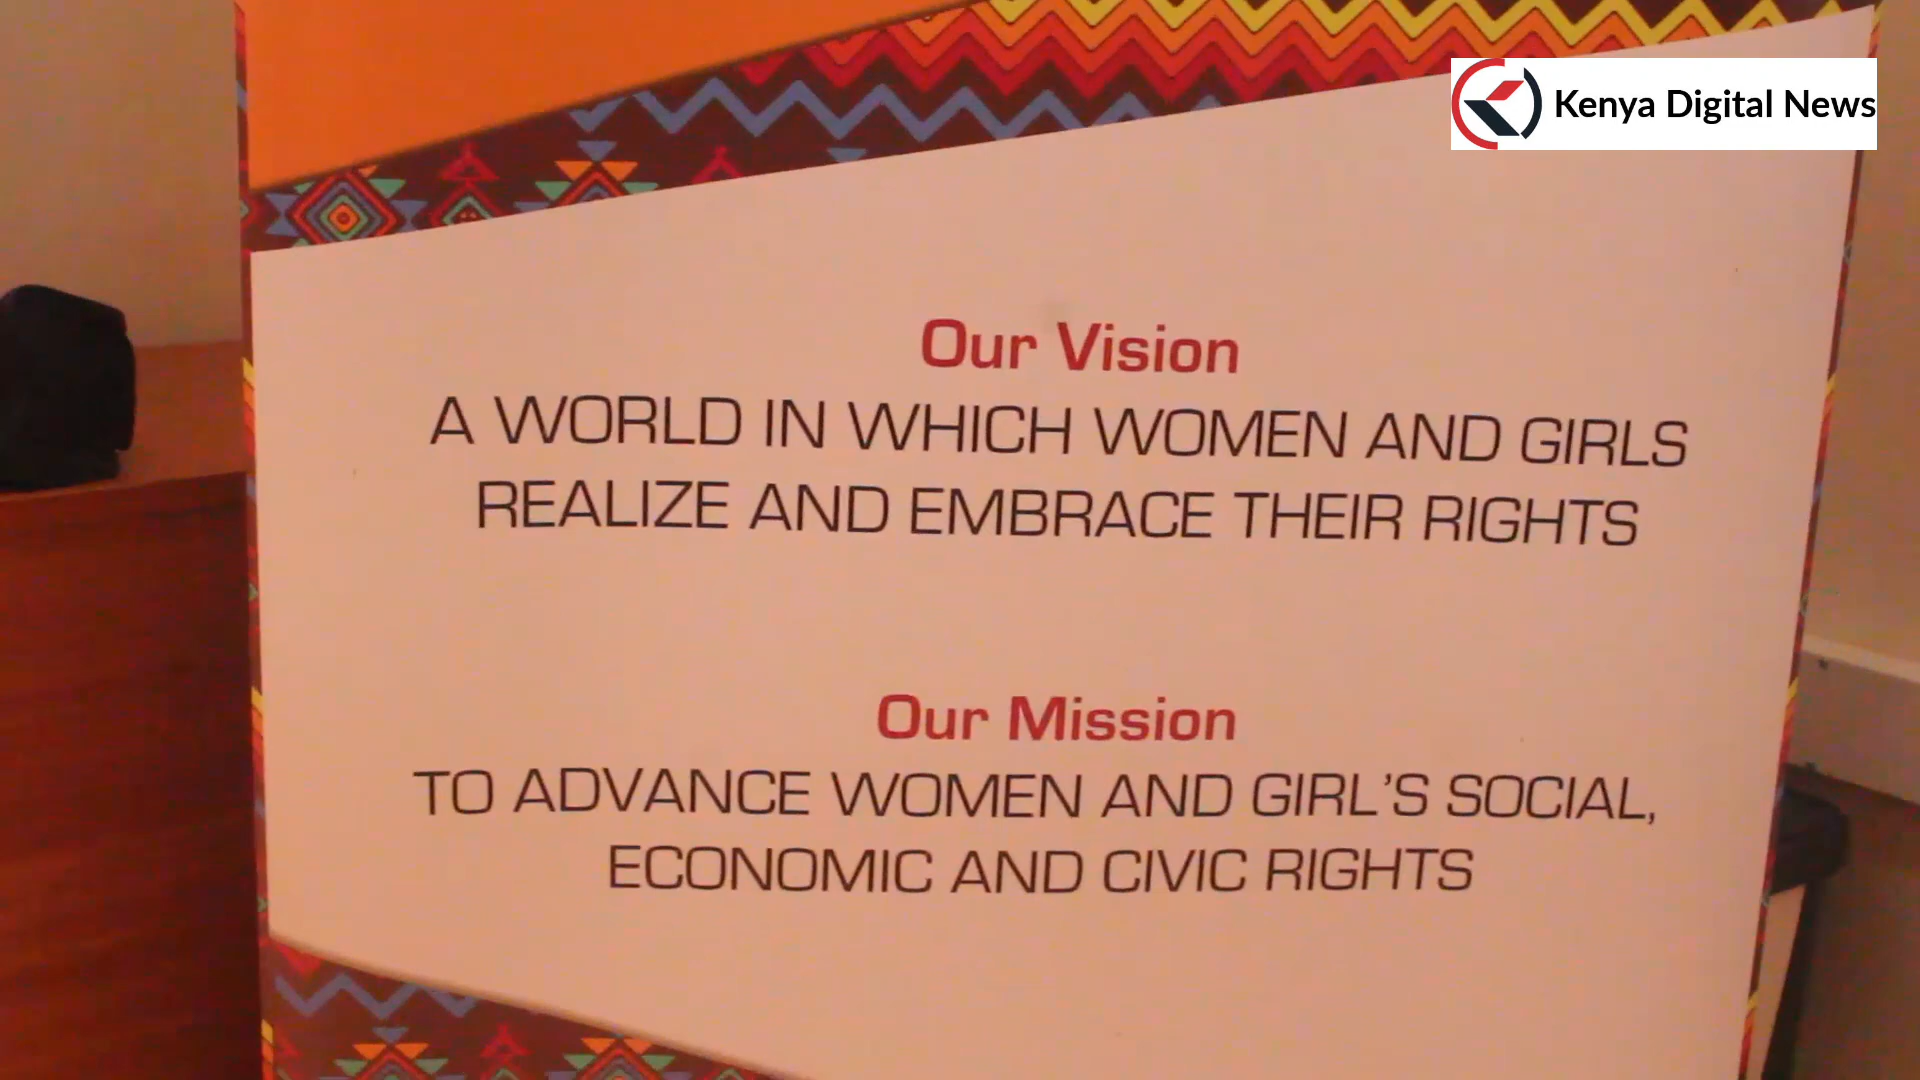 Kenya Digital News
Our Vision
A WORLD IN WHICH WOMEN AND GIRLS
REALIZE AND EMBRACE THEIR RIGHTS
Our Mission
TO ADVANCE WOMEN AND GIRL'S SOCIAL,
ECONOMIC AND CIVIC RIGHTS